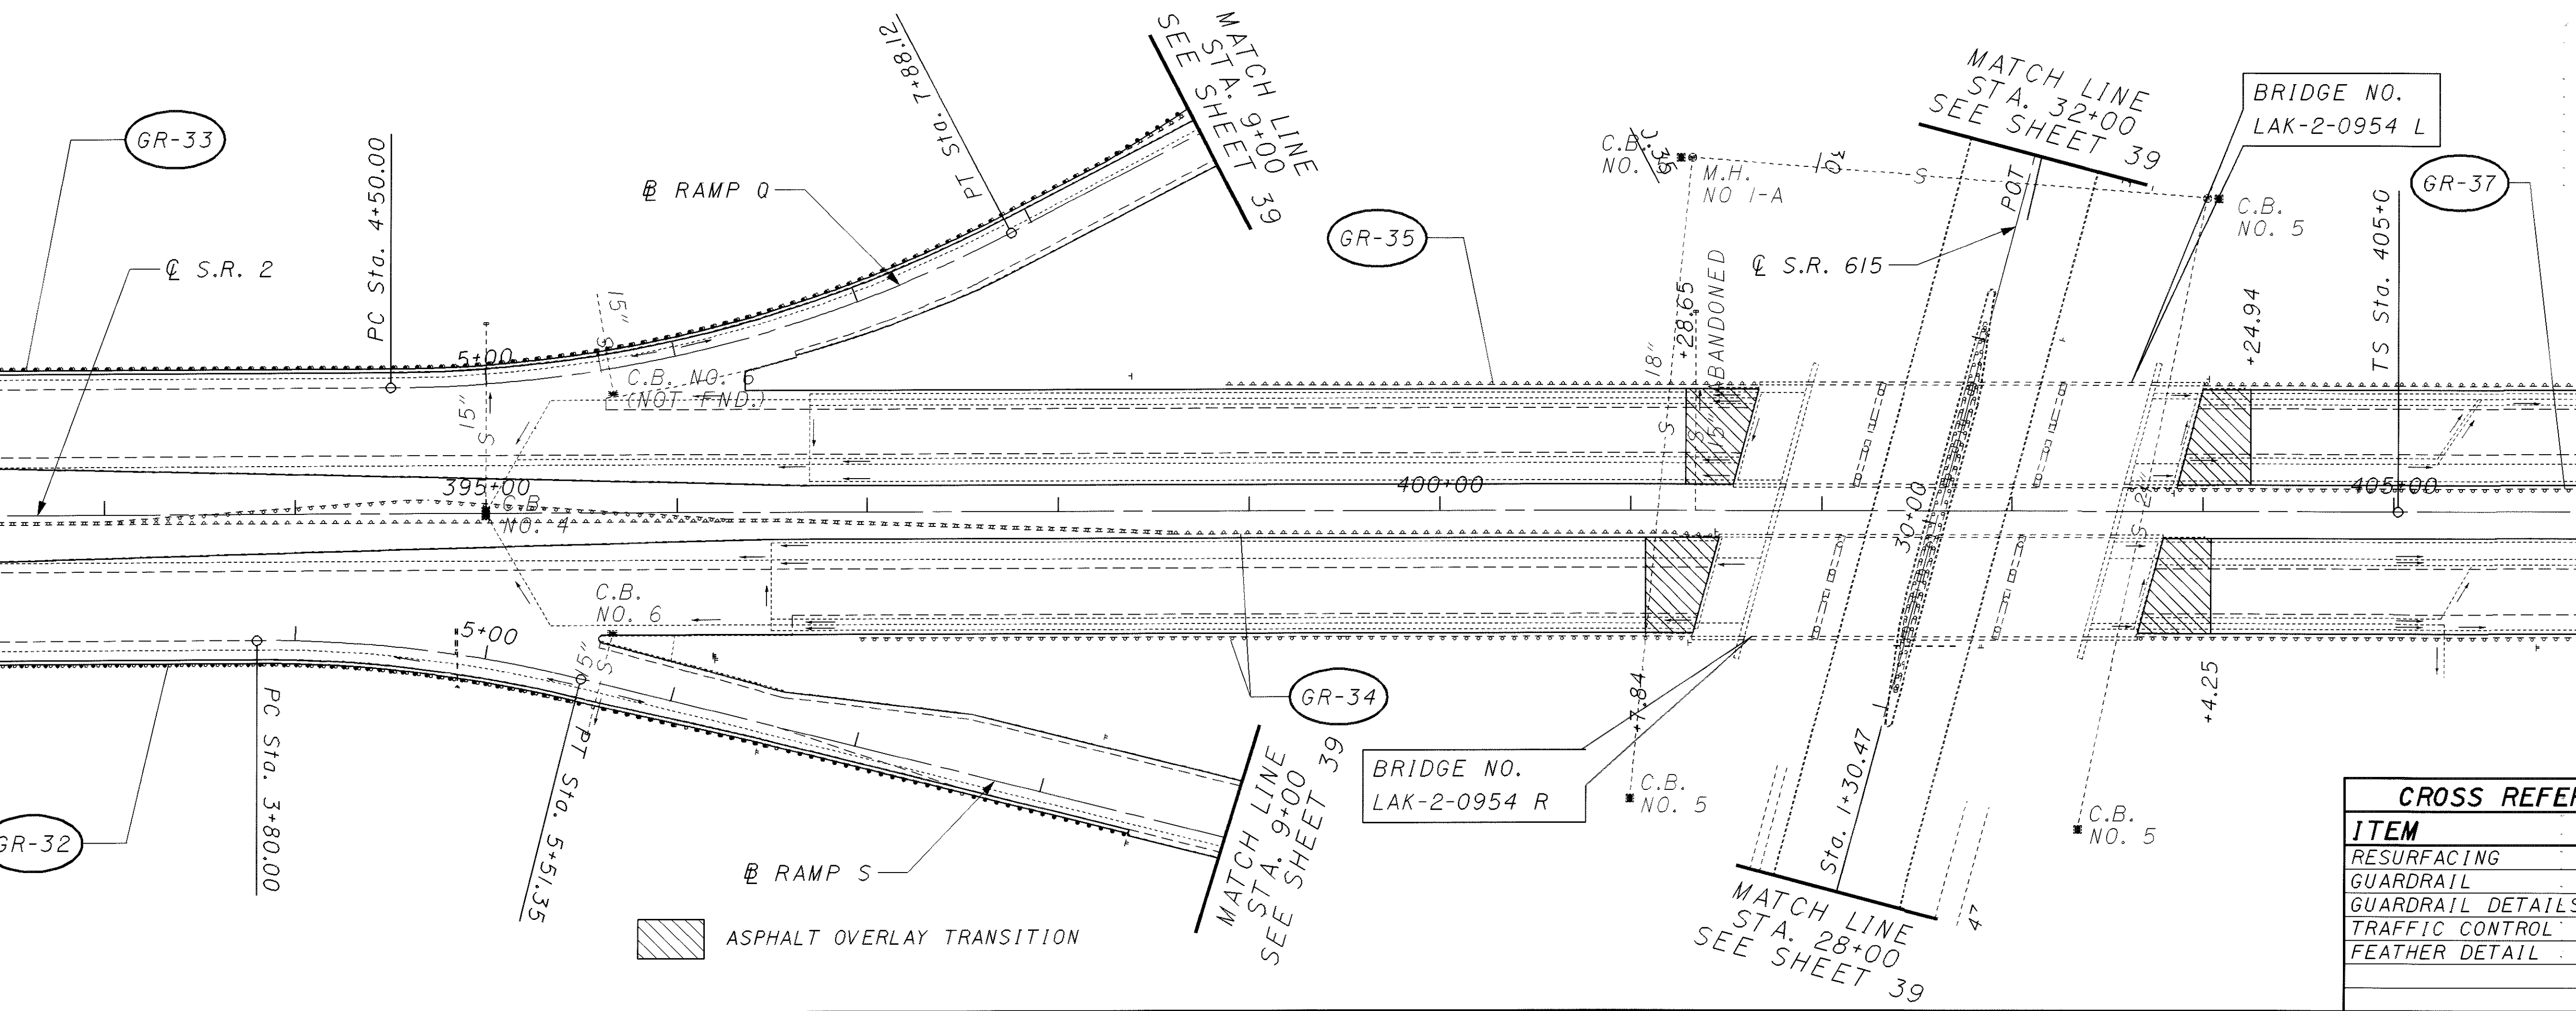 GR-33
℄ S.R. 2
PC Sta. 4+50.00
℄ RAMP Q
PT Sta. 7+88.12
MATCH LINE
STA. 9+00
SEE SHEET 39
GR-35
C.B.
NO.
M.H.
NO 1-A
30
S
MATCH LINE
STA. 32+00
SEE SHEET 39
POT
℄ S.R. 615
BRIDGE NO.
LAK-2-0954 L
C.B.
NO. 5
GR-37
TS Sta. 405+0
+24.94
5+00
15"
S
15"
S
C.B. NO. 6
(NOT FND.)
18"
S
+28.65
ABANDONED
15"
S
395+00
C.B.
NO. 4
400+00
30+00
405+00
S
C.B.
NO. 6
5+00
15"
S
PC Sta. 3+80.00
PT Sta. 5+51.35
GR-32
℄ RAMP S
GR-34
MATCH LINE
STA. 9+00
SEE SHEET 39
+7.84
BRIDGE NO.
LAK-2-0954 R
C.B.
NO. 5
Sta. 1+30.47
+4.25
C.B.
NO. 5
MATCH LINE
STA. 28+00
SEE SHEET 39
47
ASPHALT OVERLAY TRANSITION
CROSS REFE
ITEM
RESURFACING
GUARDRAIL
GUARDRAIL DETAILS
TRAFFIC CONTROL
FEATHER DETAIL